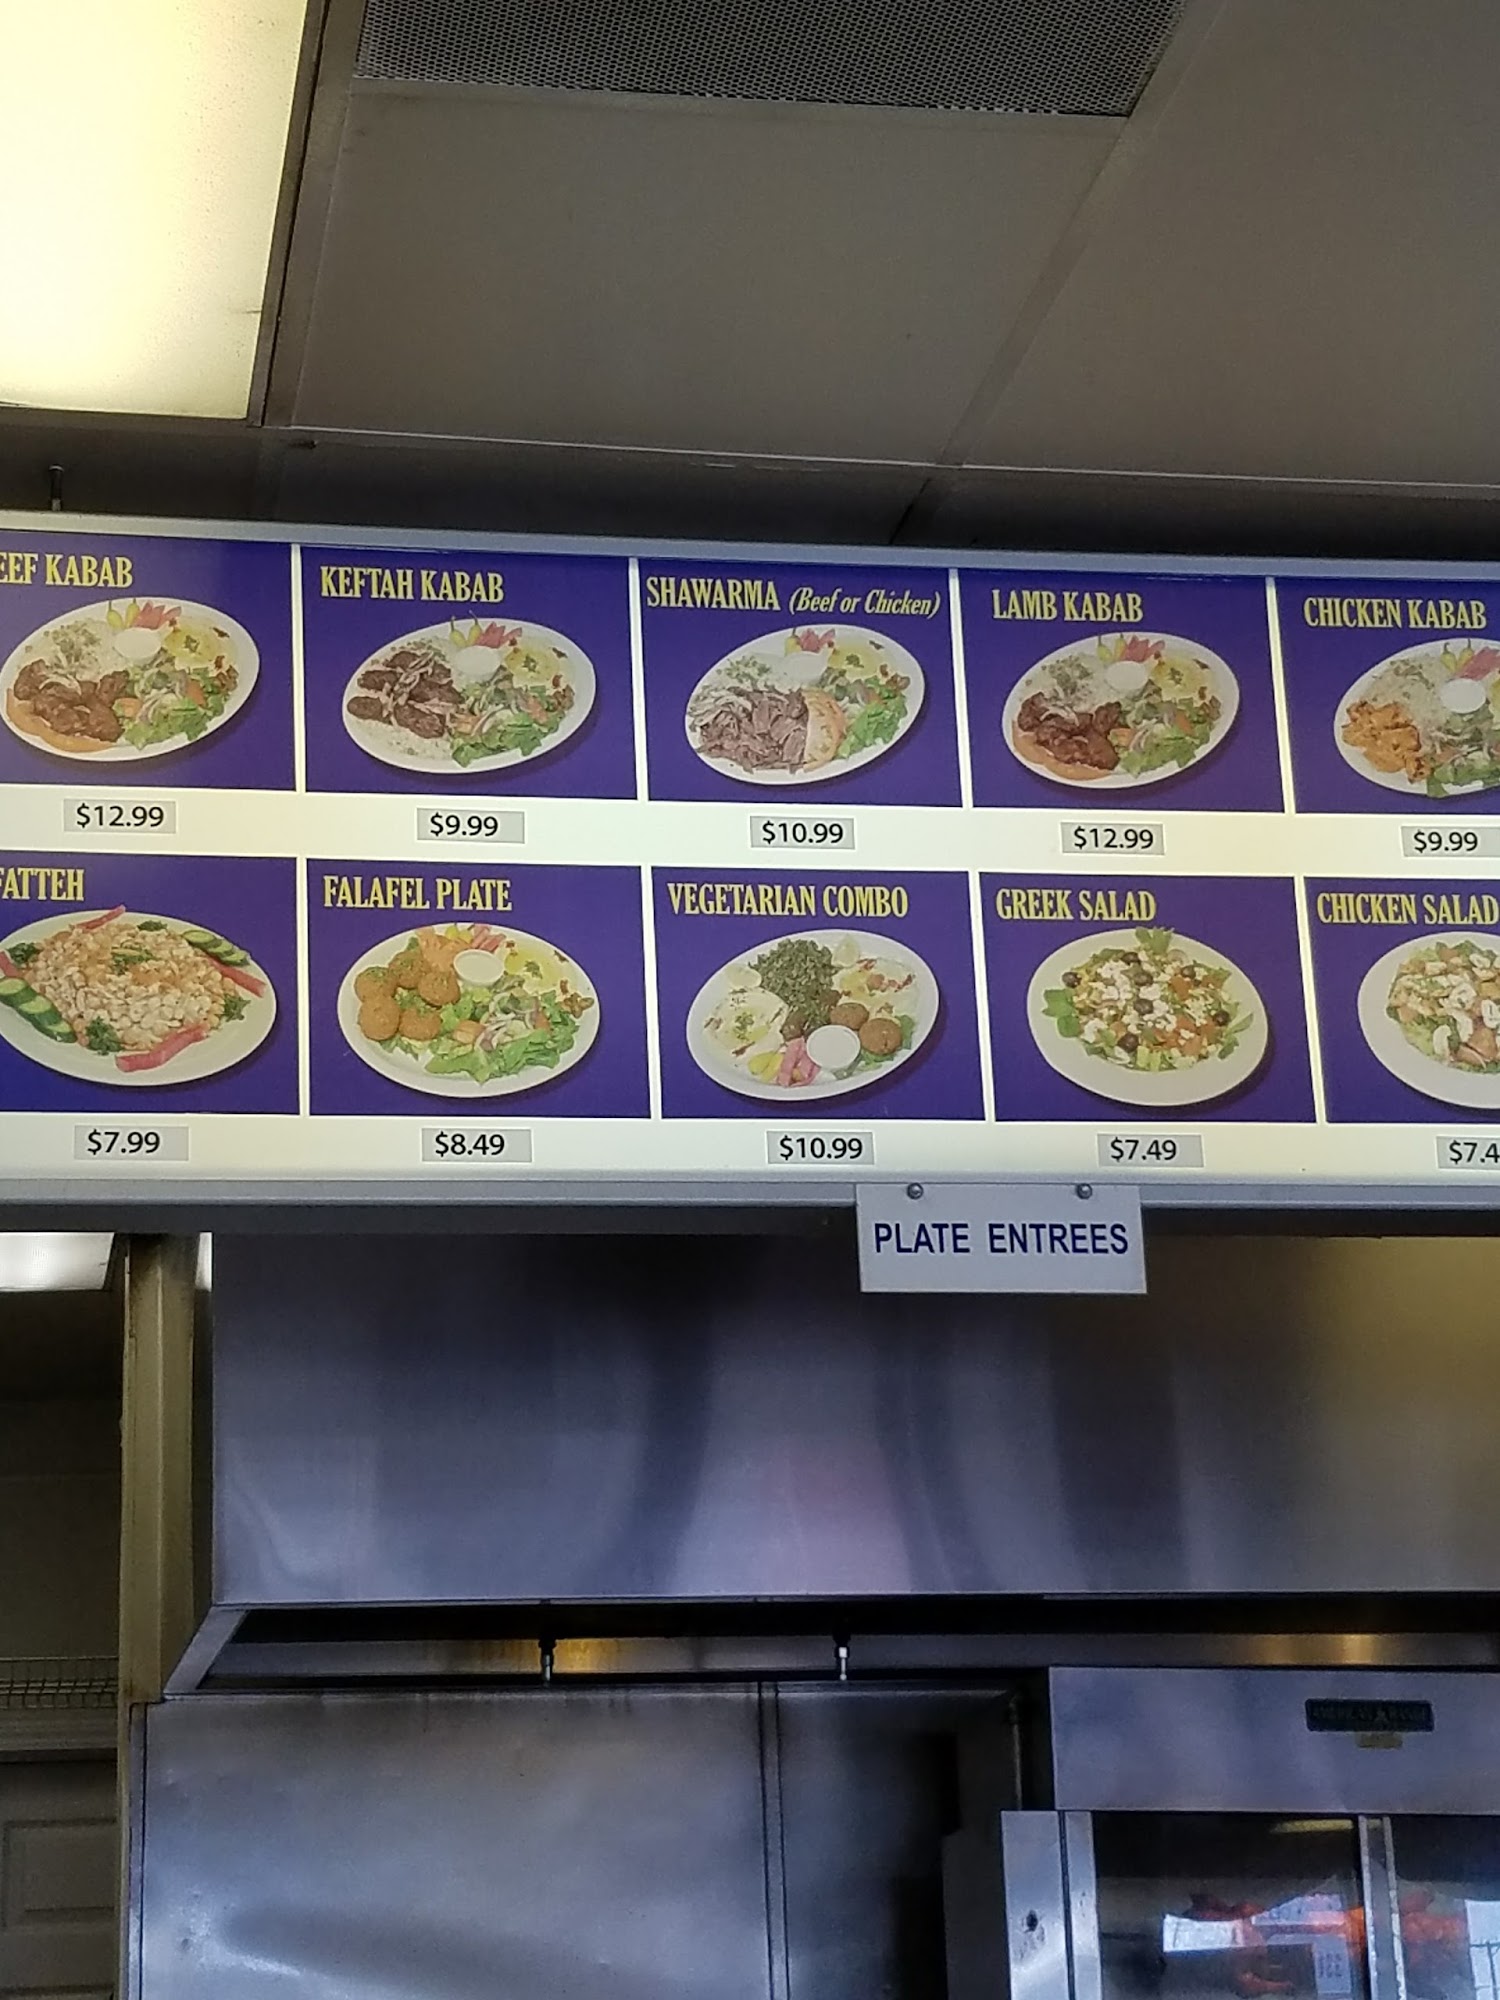 EEF KABAB
KEFTAH KABAB
SHAWARMA (Beef or Chicken)
LAMB KABAB
CHICKEN KABAB
$12.99
$9.99
$10.99
$12.99
$9.99
FATTEH
FALAFEL PLATE
VEGETARIAN COMBO
GREEK SALAD
CHICKEN SALAD
$7.99
$8.49
$10.99
$7.49
$7.4
PLATE ENTREES
AMERICAN RANGE